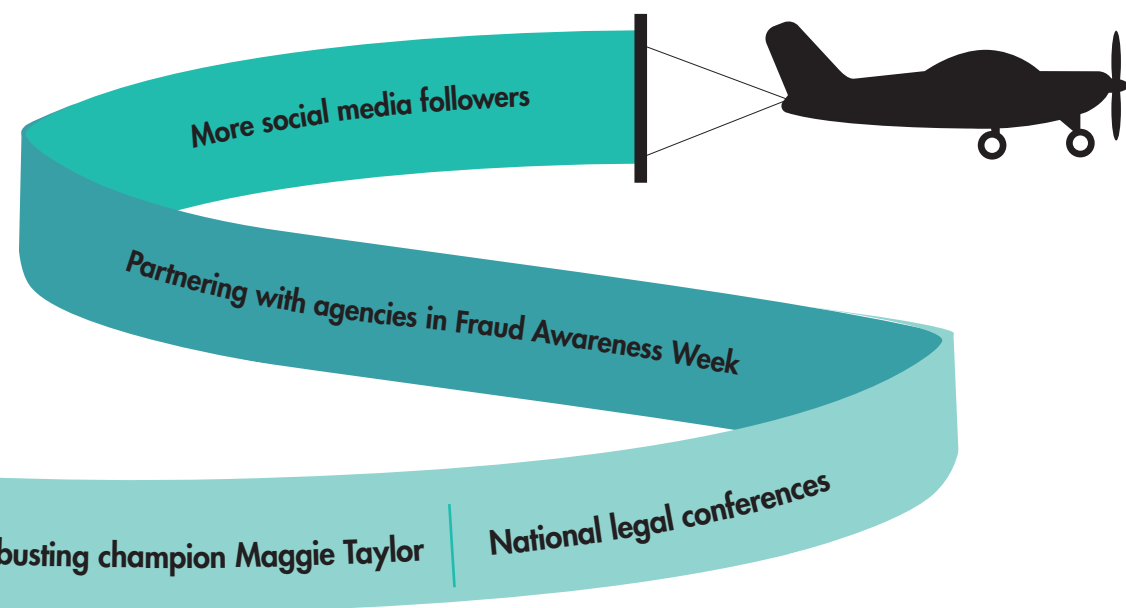 More social media followers
Partnering with agencies in Fraud Awareness Week
busting champion Maggie Taylor
National legal conferences